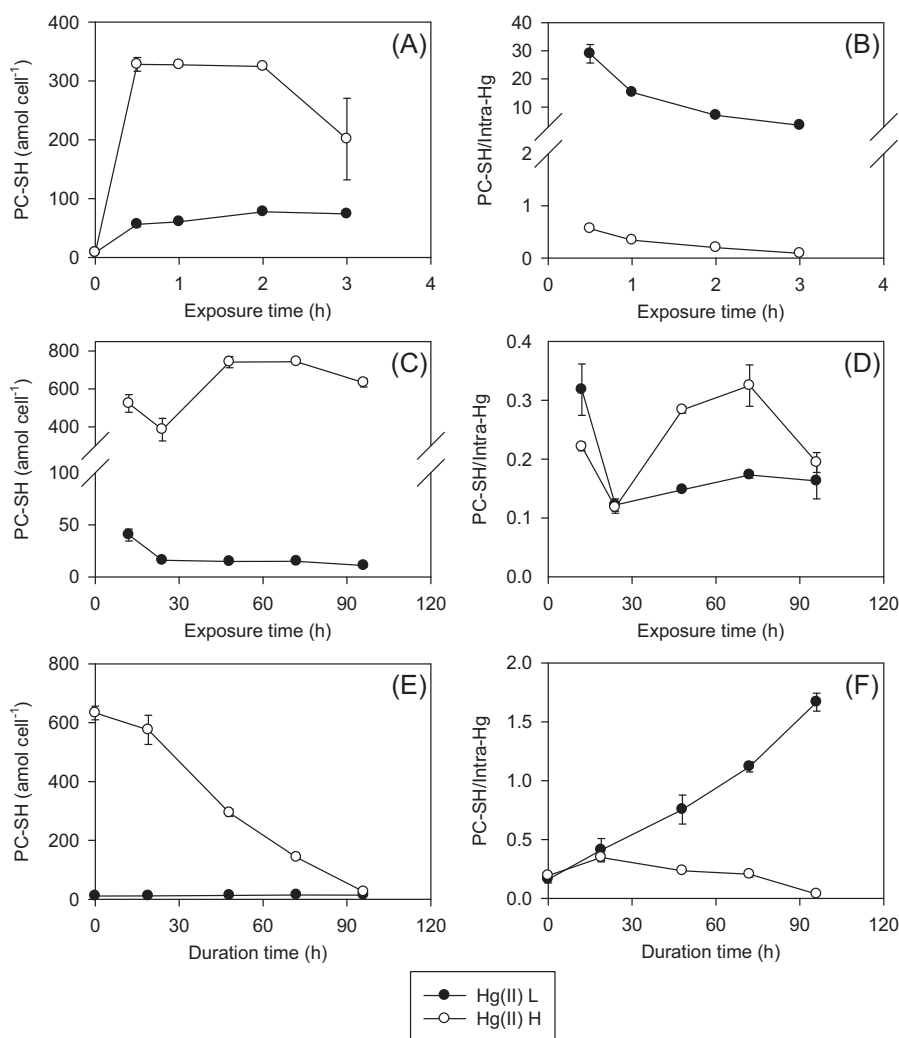 (A)
PC-SH (amol cell⁻¹)
400
300
200
100
0
0 1 2 3 4
Exposure time (h)
(B)
PC-SH/Intra-Hg
40
30
20
10
2
1
0
0 1 2 3 4
Exposure time (h)
(C)
PC-SH (amol cell⁻¹)
800
600
400
100
50
0
0 30 60 90 120
Exposure time (h)
(D)
PC-SH/Intra-Hg
0.4
0.3
0.2
0.1
0.0
0 30 60 90 120
Exposure time (h)
(E)
PC-SH (amol cell⁻¹)
800
600
400
200
0
0 30 60 90 120
Duration time (h)
(F)
PC-SH/Intra-Hg
2.0
1.5
1.0
0.5
0.0
0 30 60 90 120
Duration time (h)
Hg(II) L
Hg(II) H